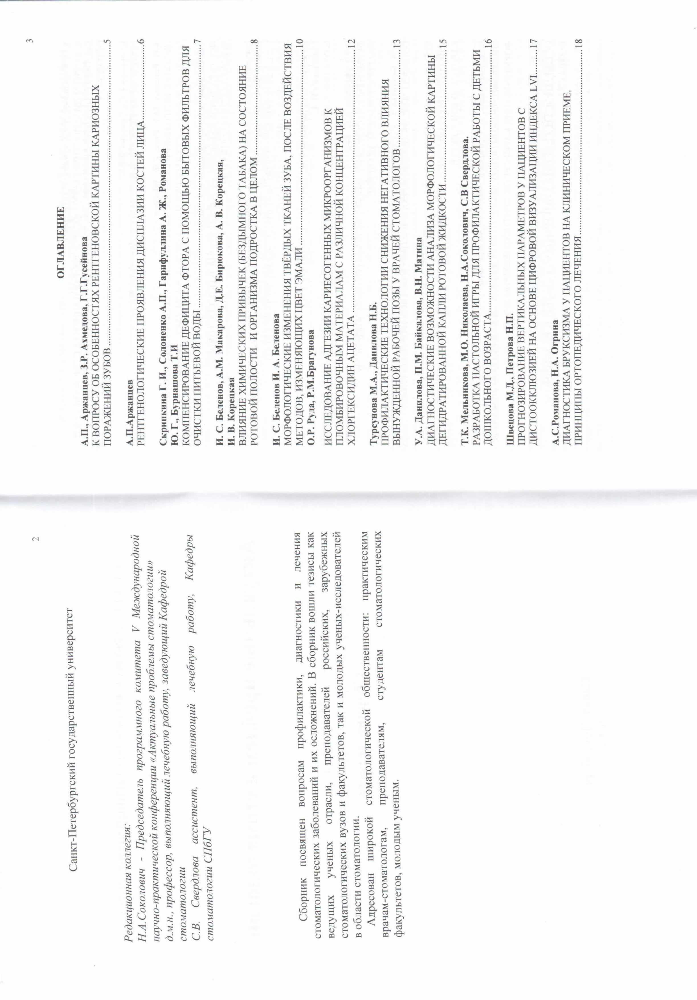 2
Санкт-Петербургский государственный университет
Редакционная коллегия:
Н.А.Соколович - Председатель программного комитета V Международной
научно-практической конференции «Актуальные проблемы стоматологии»
д.м.н., профессор, выполняющий лечебную работу, заведующий Кафедрой
стоматологии
С.В. Свердлова ассистент, выполняющий лечебную работу, Кафедры
стоматологии СПбГУ
Сборник посвящен вопросам профилактики, диагностики и лечения
стоматологических заболеваний и их осложнений. В сборник вошли тезисы как
ведущих ученых отрасли, преподавателей российских, зарубежных
стоматологических вузов и факультетов, так и молодых ученых-исследователей
в области стоматологии.
Адресован широкой стоматологической общественности: практическим
врачам-стоматологам, преподавателям, студентам стоматологических
факультетов, молодым ученым.
3
ОГЛАВЛЕНИЕ
А.П., Аржанцев, З.Р. Ахмедова, Г.Г.Гусейнова
К ВОПРОСУ ОБ ОСОБЕННОСТЯХ РЕНТГЕНОВСКОЙ КАРТИНЫ КАРИОЗНЫХ
ПОРАЖЕНИЙ ЗУБОВ.....5
А.П.Аржанцев
РЕНТГЕНОЛОГИЧЕСКИЕ ПРОЯВЛЕНИЯ ДИСПЛАЗИИ КОСТЕЙ ЛИЦА.....6
Скрипкина Г. И., Солоненко А.П., Гарифуллина А. Ж., Романова
Ю. Г., Бурнашова Т.И
КОМПЕНСИРОВАНИЕ ДЕФИЦИТА ФТОРА С ПОМОЩЬЮ БЫТОВЫХ ФИЛЬТРОВ ДЛЯ
ОЧИСТКИ ПИТЬЕВОЙ ВОДЫ.....7
И. С. Беленов, А.М. Макарова, Д.Е. Бирюкова, А. В. Корецкая,
И. В. Корецкая
ВЛИЯНИЕ ХИМИЧЕСКИХ ПРИВЫЧЕК (БЕЗДЫМНОГО ТАБАКА) НА СОСТОЯНИЕ
РОТОВОЙ ПОЛОСТИ И ОРГАНИЗМА ПОДРОСТКА В ЦЕЛОМ.....8
И. С. Беленов И. А. Беленова
МОРФОЛОГИЧЕСКИЕ ИЗМЕНЕНИЯ ТВЁРДЫХ ТКАНЕЙ ЗУБА, ПОСЛЕ ВОЗДЕЙСТВИЯ
МЕТОДОВ, ИЗМЕНЯЮЩИХ ЦВЕТ ЭМАЛИ.....10
О.Р. Руда, Р.М.Брагунова
ИССЛЕДОВАНИЕ АДГЕЗИИ КАРИЕСОГЕННЫХ МИКРООРГАНИЗМОВ К
ПЛОМБИРОВОЧНЫМ МАТЕРИАЛАМ С РАЗЛИЧНОЙ КОНЦЕНТРАЦИЕЙ
ХЛОРГЕКСИДИН АЦЕТАТА.....12
Турсунова М.А., Данилова Н.Б.
ПРОФИЛАКТИЧЕСКИЕ ТЕХНОЛОГИИ СНИЖЕНИЯ НЕГАТИВНОГО ВЛИЯНИЯ
ВЫНУЖДЕННОЙ РАБОЧЕЙ ПОЗЫ У ВРАЧЕЙ СТОМАТОЛОГОВ.....13
У.А. Данилова, П.М. Байкалова, В.Н. Матина
ДИАГНОСТИЧЕСКИЕ ВОЗМОЖНОСТИ АНАЛИЗА МОРФОЛОГИЧЕСКОЙ КАРТИНЫ
ДЕГИДРАТИРОВАННОЙ КАПЛИ РОТОВОЙ ЖИДКОСТИ.....15
Т.К. Мельникова, М.О. Николаева, Н.А.Соколович, С.В Свердлова.
РАЗРАБОТКА НАСТОЛЬНОЙ ИГРЫ ДЛЯ ПРОФИЛАКТИЧЕСКОЙ РАБОТЫ С ДЕТЬМИ
ДОШКОЛЬНОГО ВОЗРАСТА.....16
Швецова М.Д., Петрова Н.П.
ПРОГНОЗИРОВАНИЕ ВЕРТИКАЛЬНЫХ ПАРАМЕТРОВ У ПАЦИЕНТОВ С
ДИСТООККЛЮЗИЕЙ НА ОСНОВЕ ЦИФРОВОЙ ВИЗУАЛИЗАЦИИ ИНДЕКСА LVI.....17
А.С.Романова, Н.А. Огрина
ДИАГНОСТИКА БРУКСИЗМА У ПАЦИЕНТОВ НА КЛИНИЧЕСКОМ ПРИЕМЕ.
ПРИНЦИПЫ ОРТОПЕДИЧЕСКОГО ЛЕЧЕНИЯ.....18